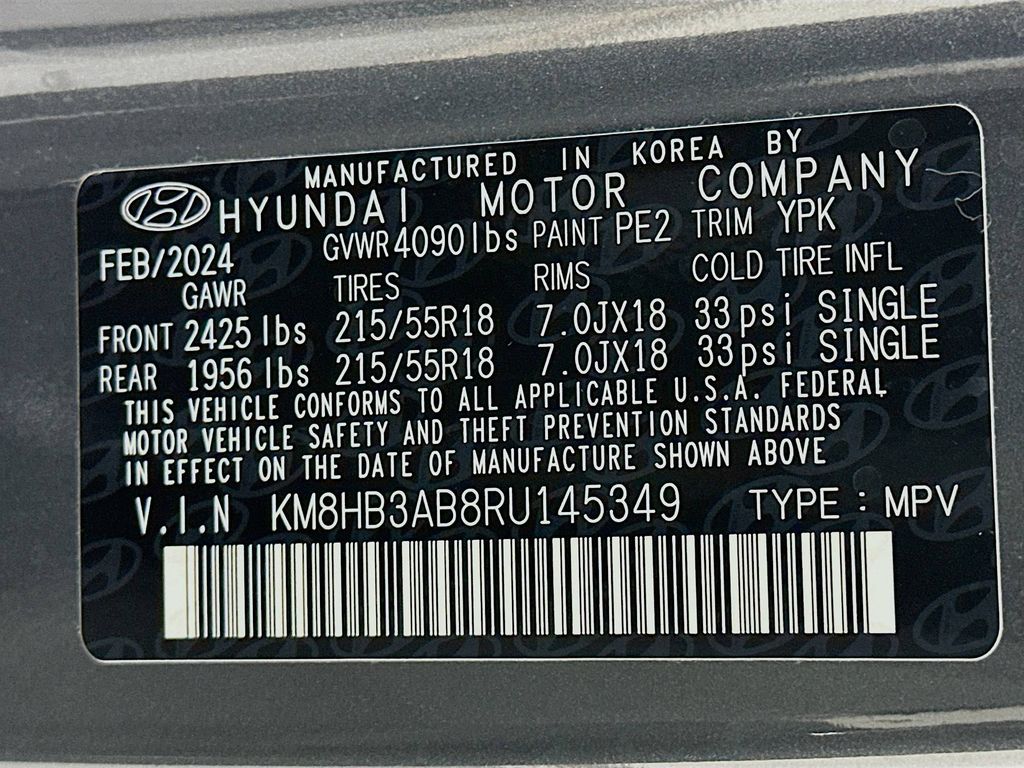 MANUFACTURED IN KOREA BY
HYUNDAI MOTOR COMPANY
FEB/2024 GVWR 4090lbs PAINT PE2 TRIM YPK
GAWR TIRES RIMS COLD TIRE INFL
FRONT 2425 lbs 215/55R18 7.0JX18 33psi SINGLE
REAR 1956 lbs 215/55R18 7.0JX18 33psi SINGLE
THIS VEHICLE CONFORMS TO ALL APPLICABLE U.S.A. FEDERAL
MOTOR VEHICLE SAFETY AND THEFT PREVENTION STANDARDS
IN EFFECT ON THE DATE OF MANUFACTURE SHOWN ABOVE
V.I.N KM8HB3AB8RU145349 TYPE : MPV